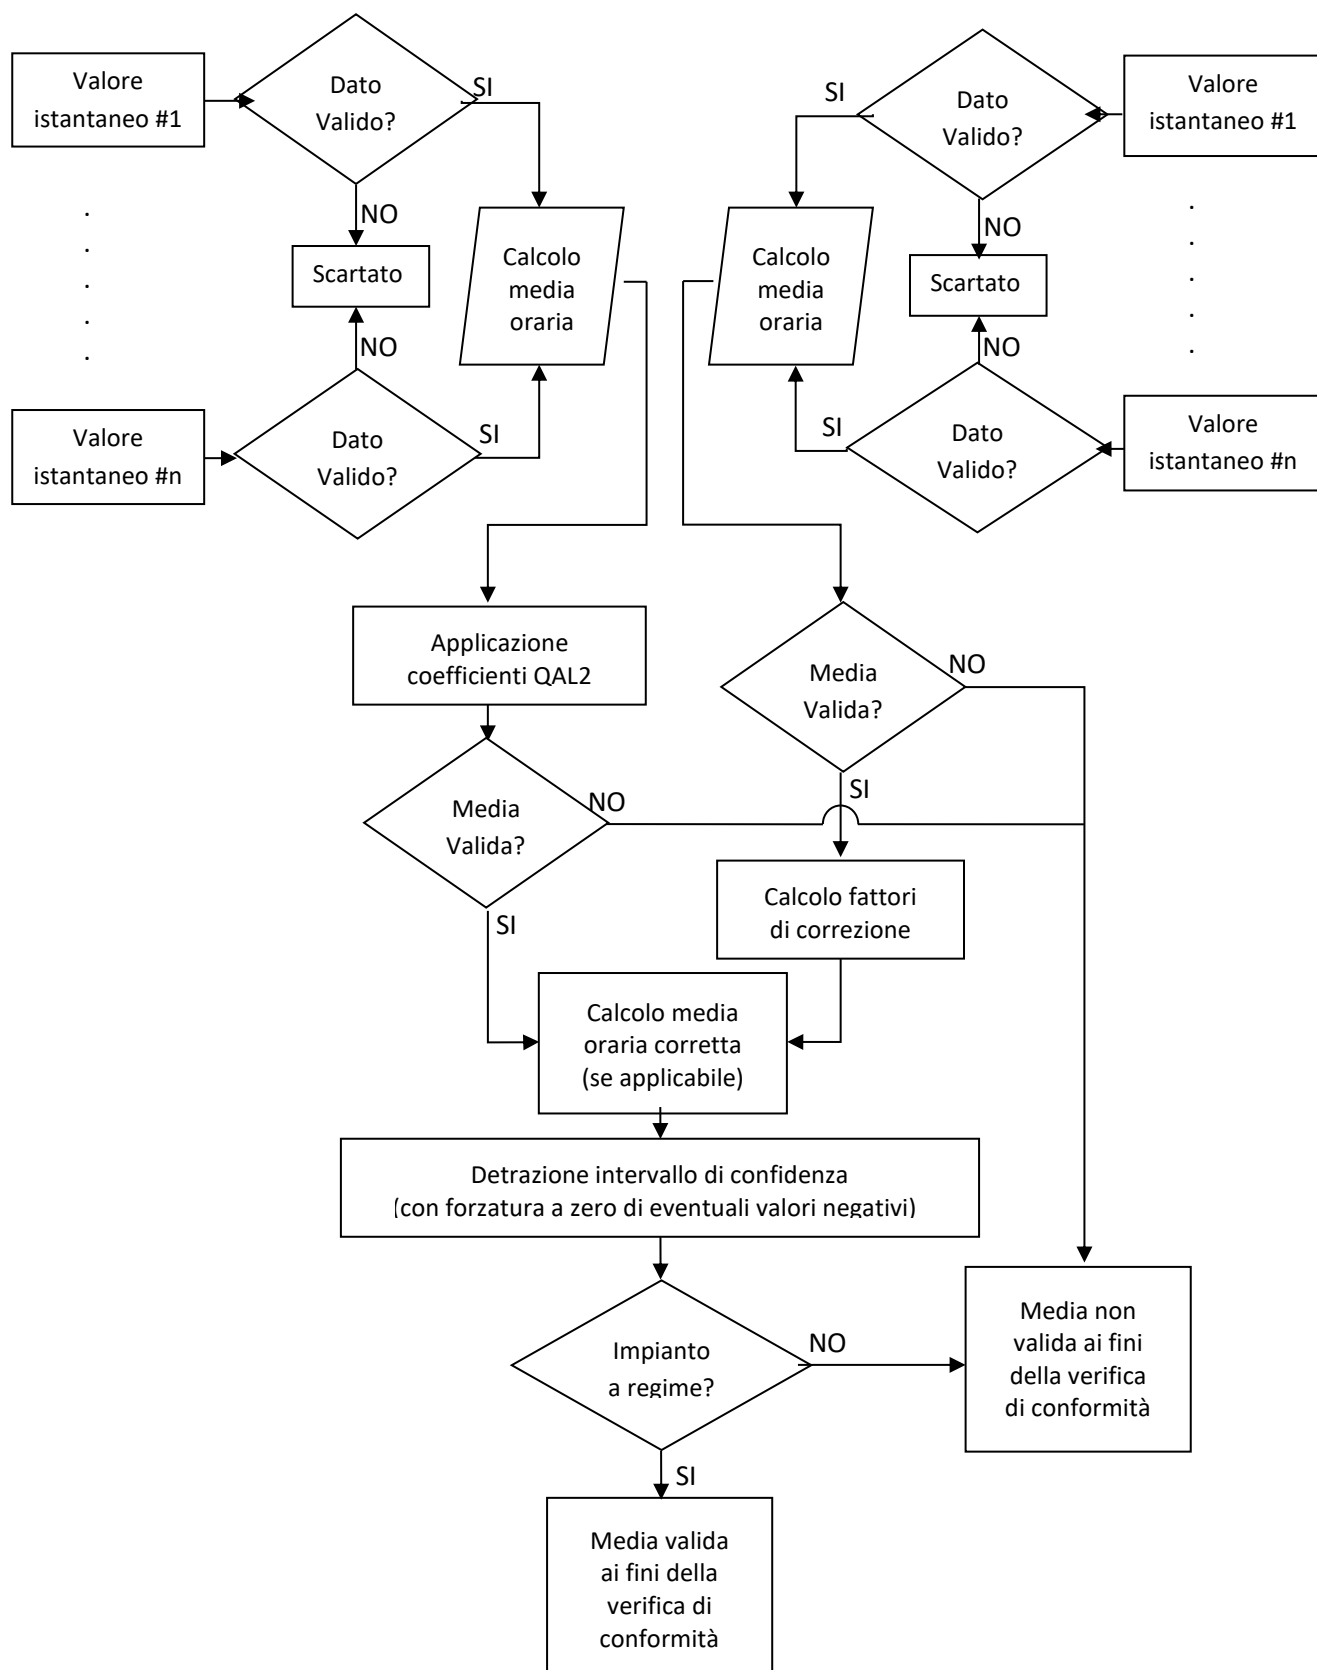 Valore
istantaneo #1
Dato
Valido?
SI
NO
Scartato
NO
Valore
istantaneo #n
Dato
Valido?
SI
Calcolo
media
oraria
SI
Dato
Valido?
Valore
istantaneo #1
NO
Scartato
NO
Calcolo
media
oraria
SI
Dato
Valido?
Valore
istantaneo #n
Applicazione
coefficienti QAL2
Media
Valida?
NO
SI
Media
Valida?
NO
SI
Calcolo fattori
di correzione
Calcolo media
oraria corretta
(se applicabile)
Detrazione intervallo di confidenza
(con forzatura a zero di eventuali valori negativi)
Impianto
a regime?
NO
SI
Media non
valida ai fini
della verifica
di conformità
Media valida
ai fini della
verifica di
conformità